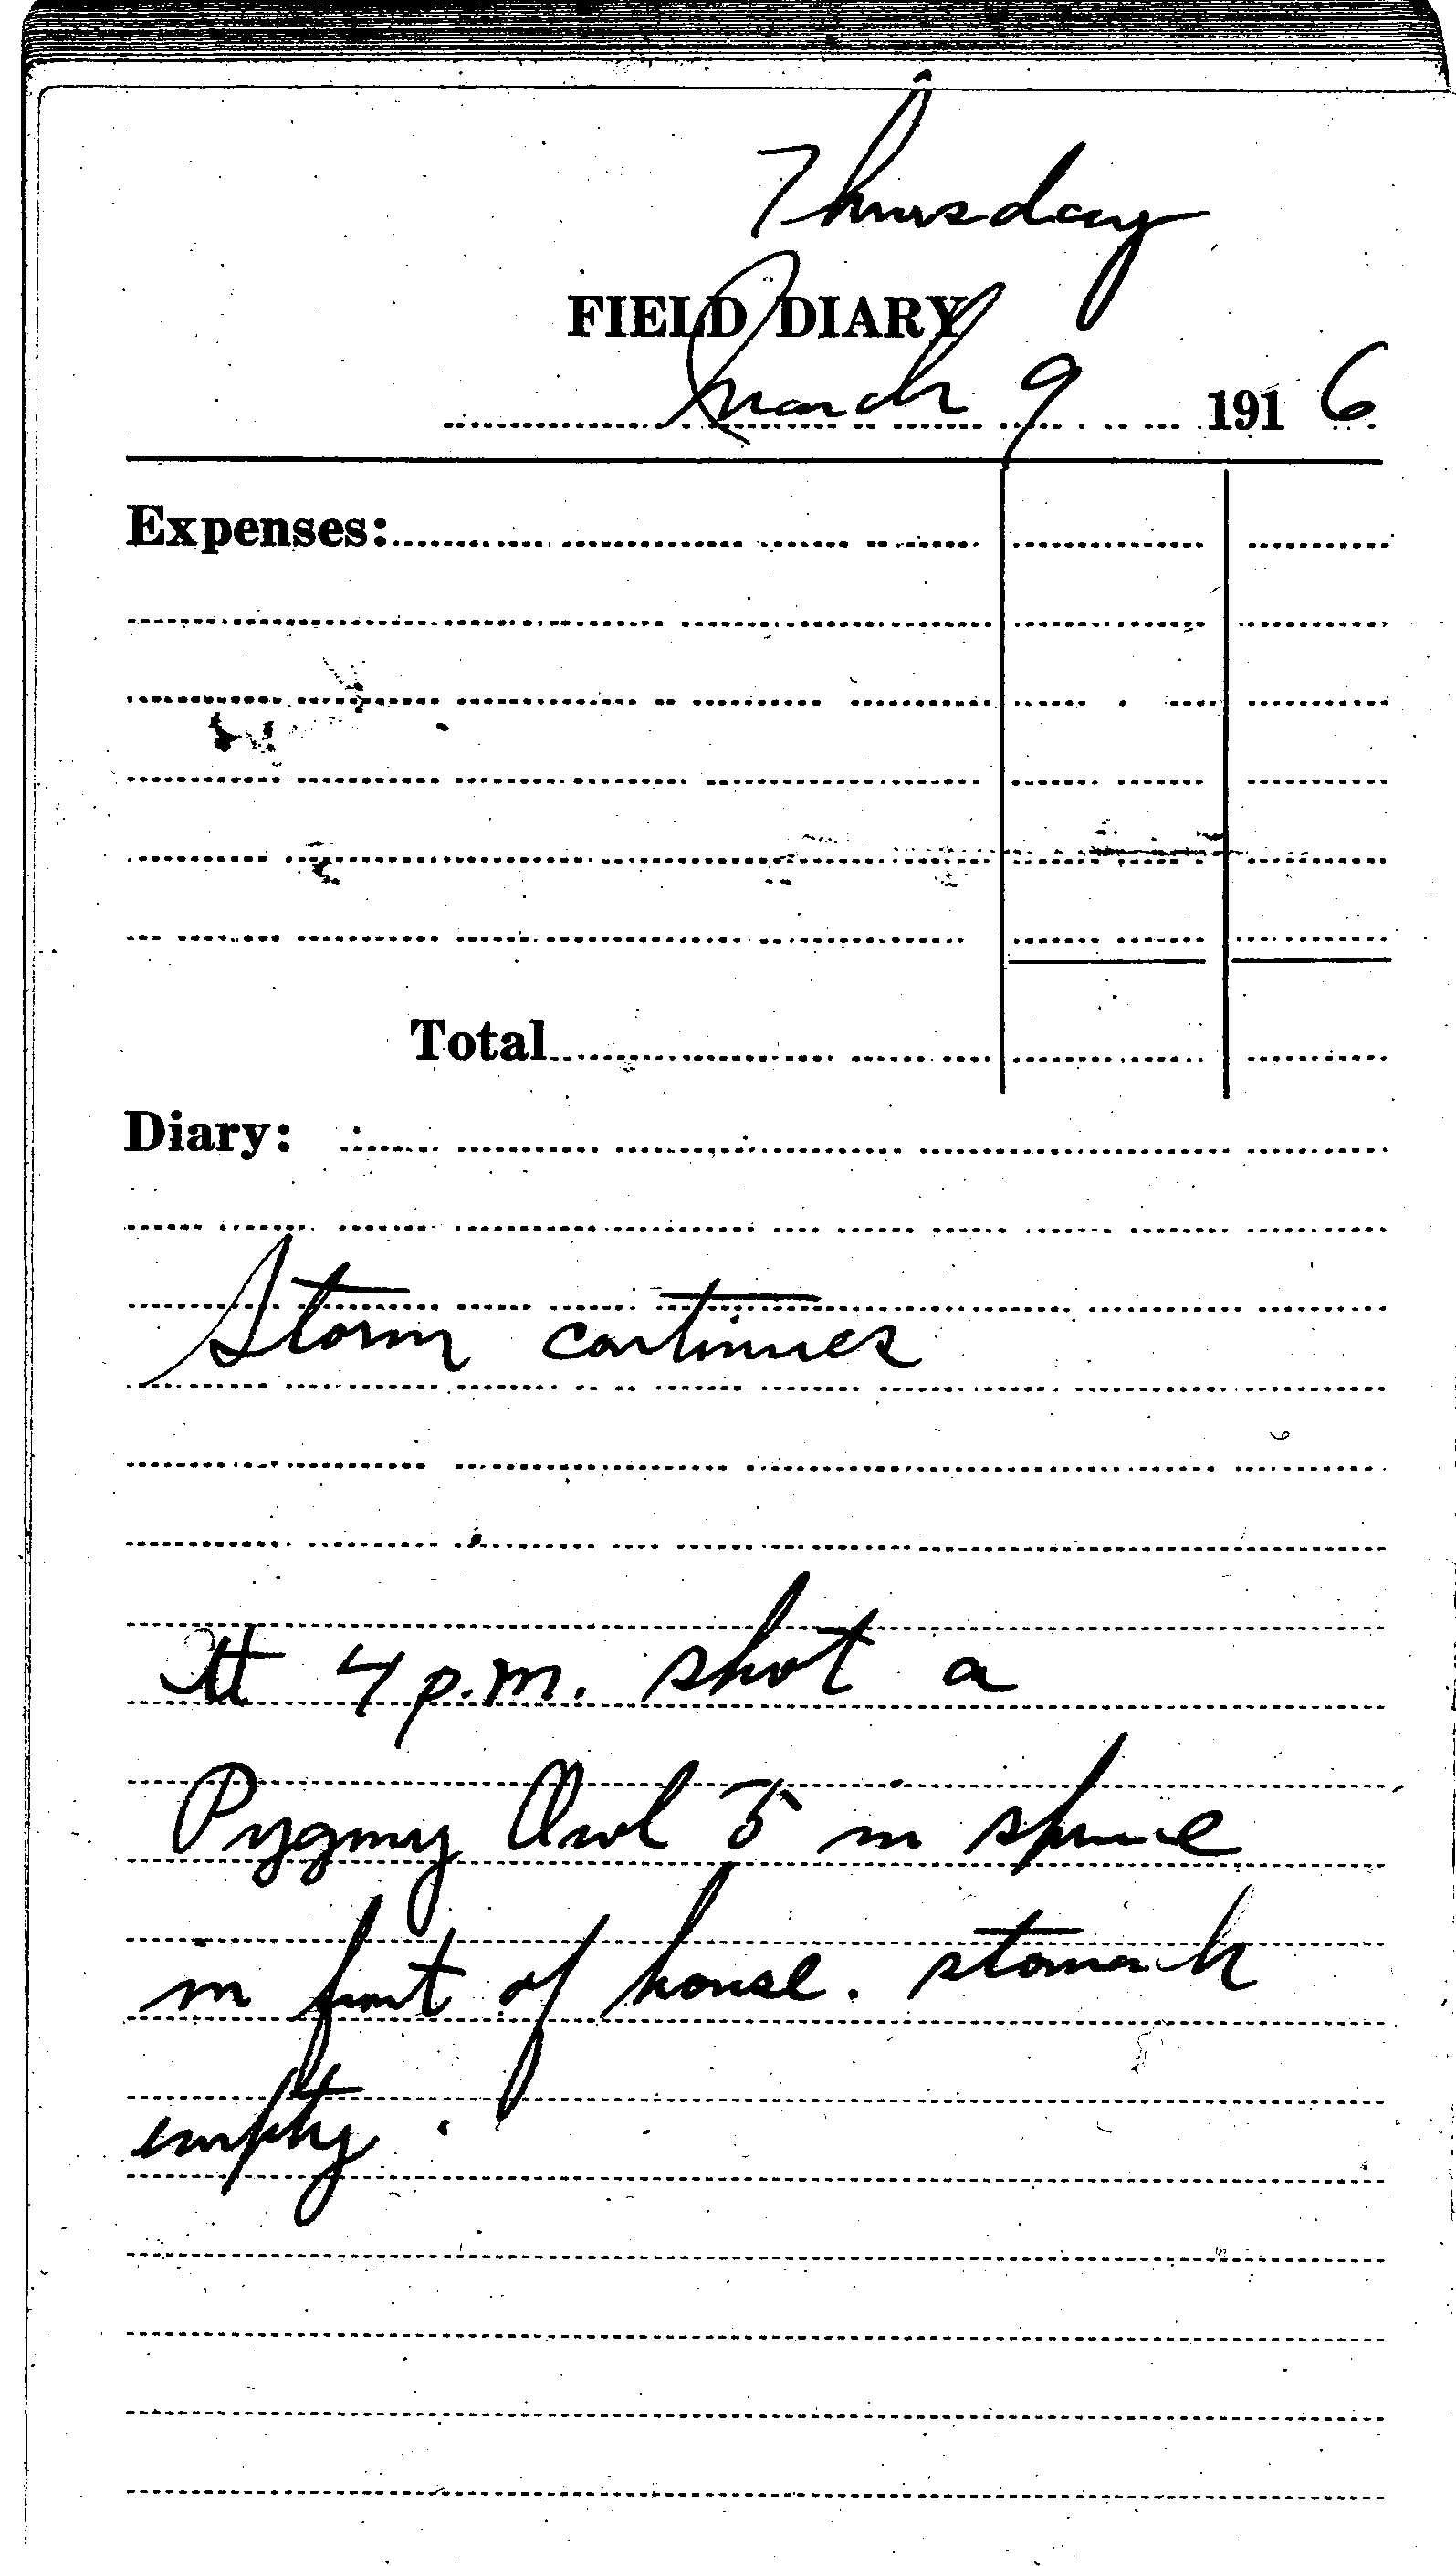 Thursday
FIELD DIARY
March 9 1916
Expenses:
Total
Diary:
Storm continues
At 4 p.m. shot a
Pygmy Owl ♂ in spruce
in front of house. stomach
empty.